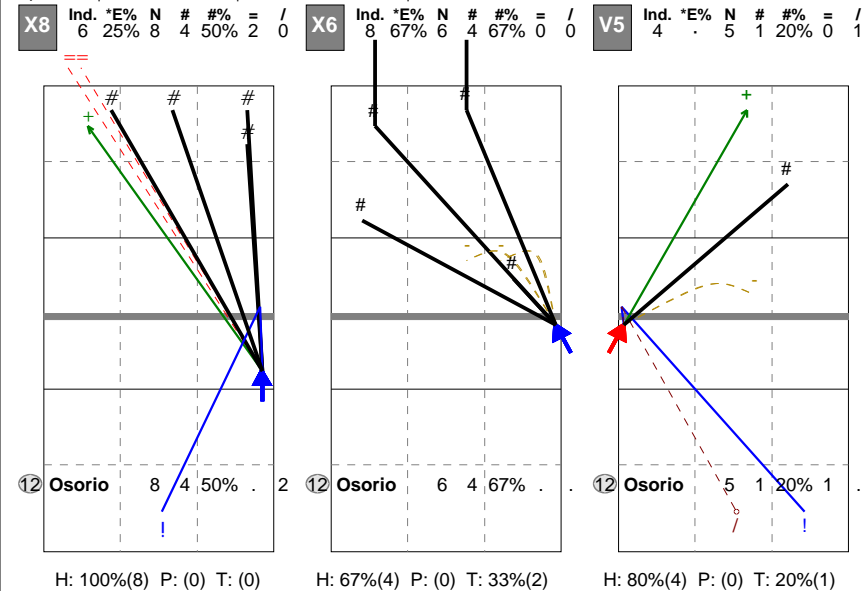 X8 Ind. *E% N # #% = /
6 25% 8 4 50% 2 0
X6 Ind. *E% N # #% = /
8 67% 6 4 67% 0 0
V5 Ind. *E% N # #% = /
4 . 5 1 20% 0 1
==
+ # # #
#
#
#
#
- -
#
+
#
-
12 Osorio 8 4 50% . 2
!
12 Osorio 6 4 67% . .
12 Osorio 5 1 20% 1 .
/ !
H: 100%(8) P: (0) T: (0)
H: 67%(4) P: (0) T: 33%(2)
H: 80%(4) P: (0) T: 20%(1)